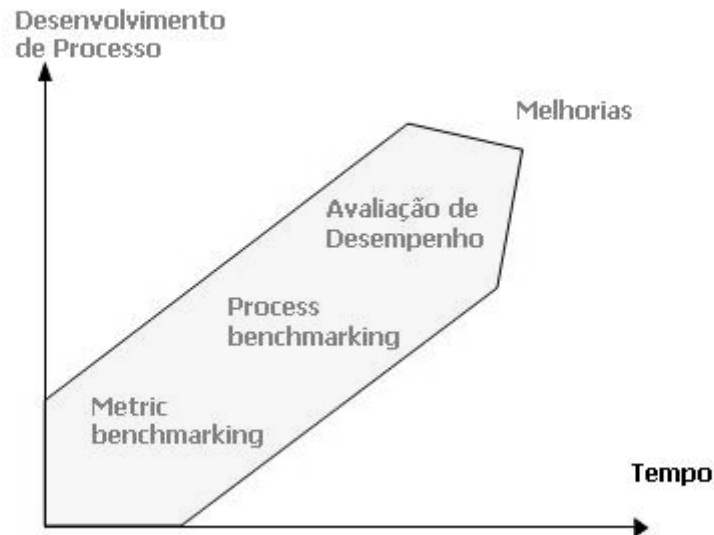 Desenvolvimento
de Processo
Melhorias
Avaliação de
Desempenho
Process
benchmarking
Metric
benchmarking
Tempo